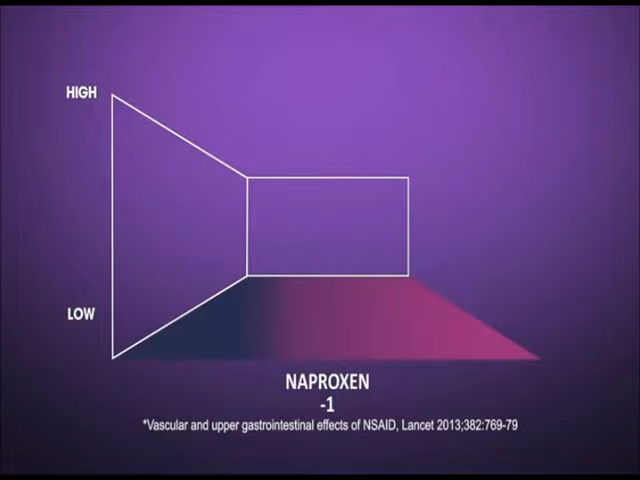 HIGH
LOW
NAPROXEN
-1
*Vascular and upper gastrointestinal effects of NSAID, Lancet 2013;382:769-79